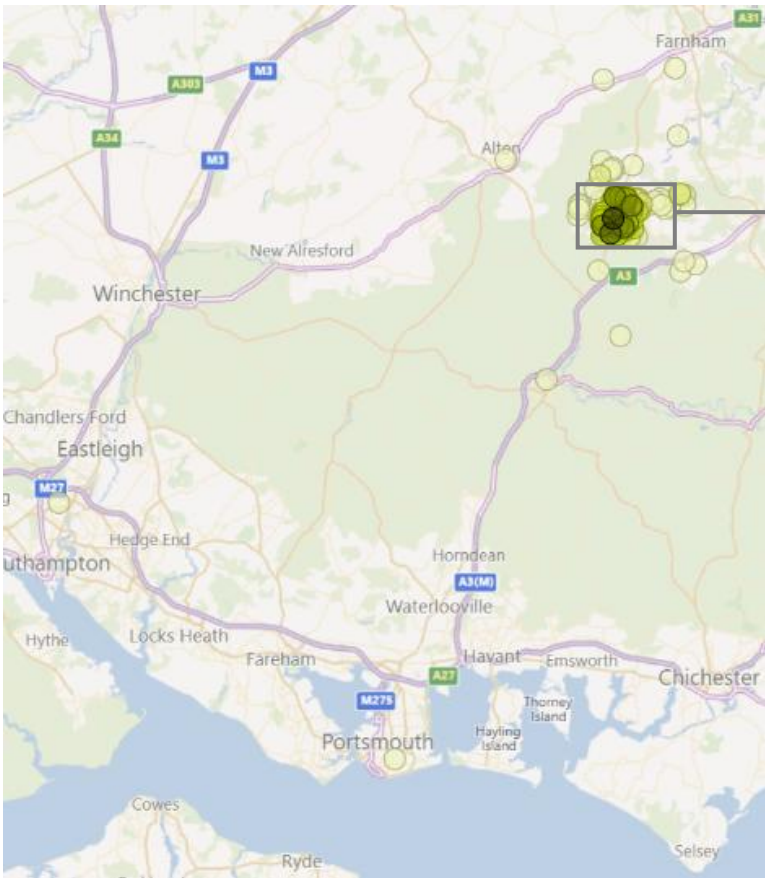 A31
Farnham
M3
A303
A34
Alton
M3
New Alresford
Winchester
A3
Chandlers Ford
Eastleigh
M27
g
Hedge End
uthampton
Horndean
A3(M)
Waterlooville
Hythe
Locks Heath
Fareham
Havant
Emsworth
Chichester
A27
M275
Thorney
Island
Hayling
Island
Portsmouth
Cowes
Ryde
Selsey